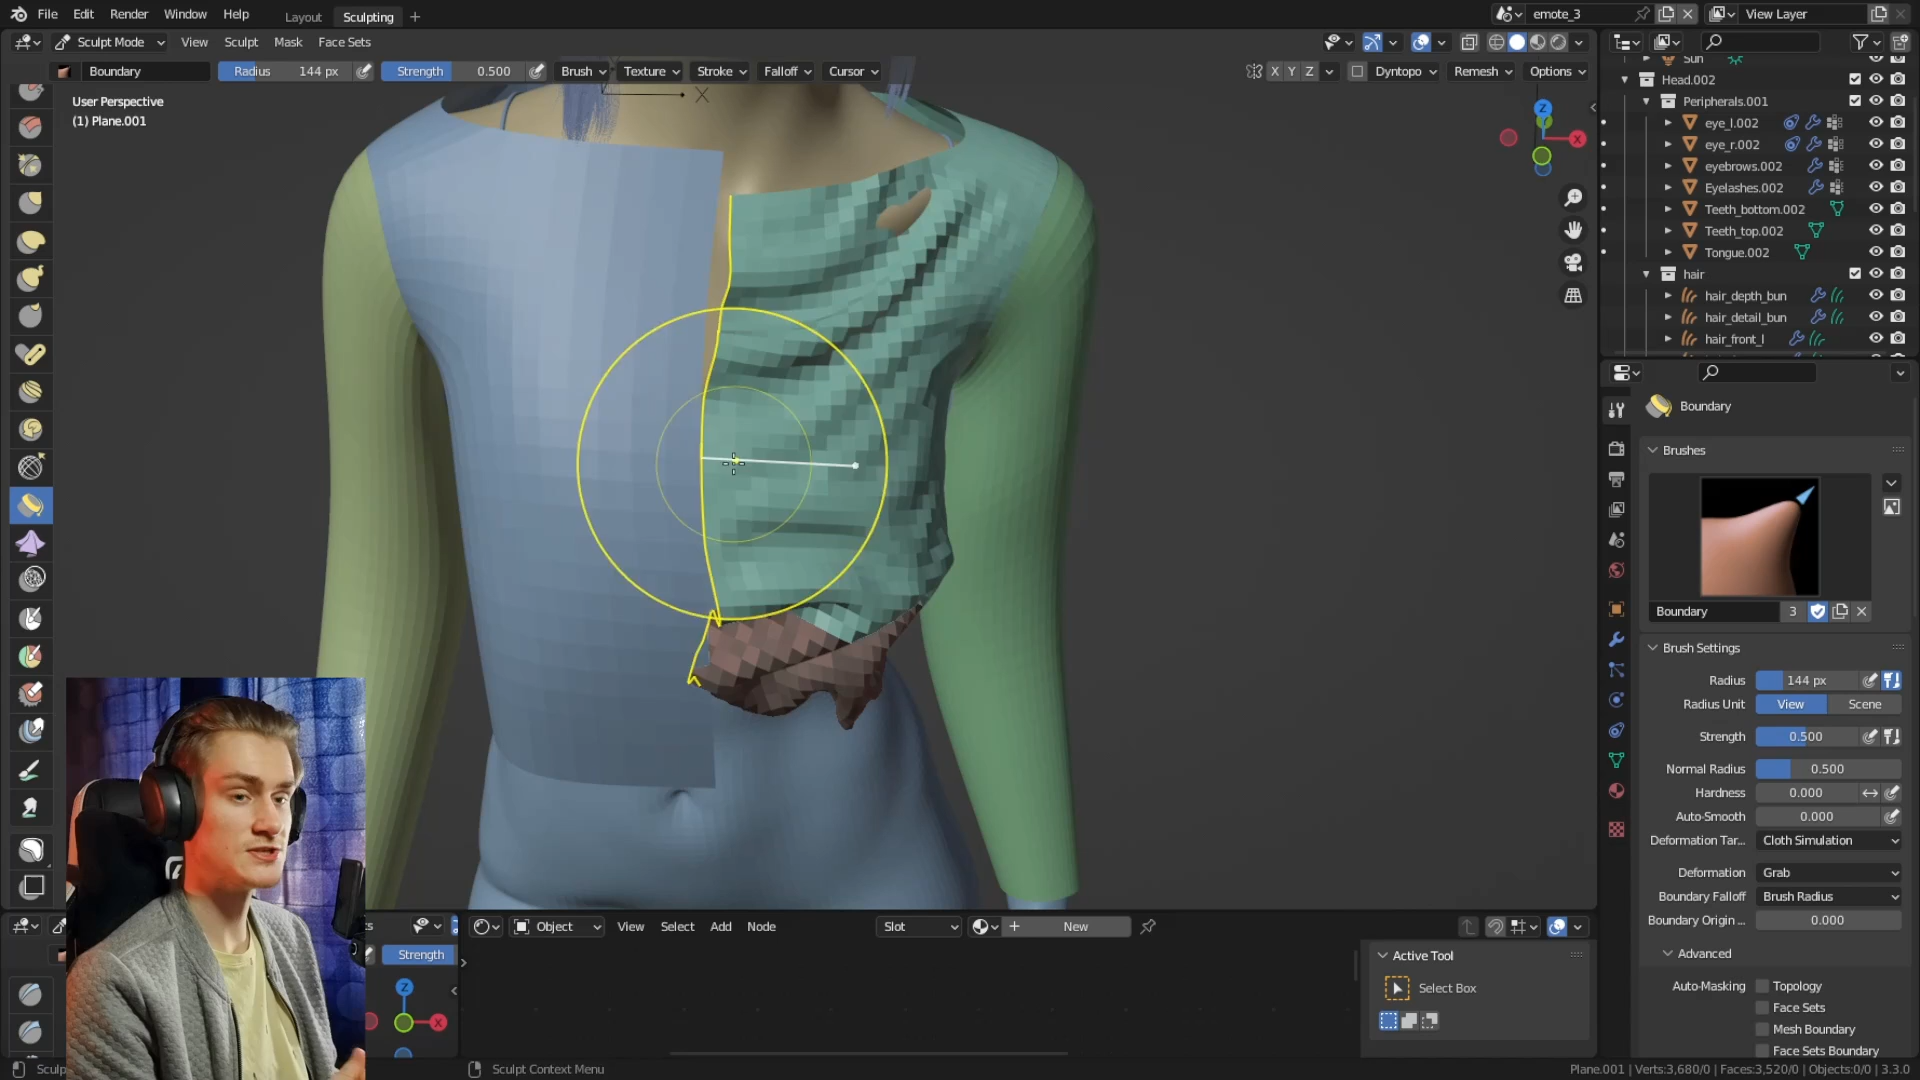 File Edit Render Window Help Layout Sculpting + emote_3 View Layer
Sculpt Mode View Sculpt Mask Face Sets
Boundary Radius 144 px Strength 0.500 Brush Texture Stroke Falloff Cursor X Y Z Dyntopo Remesh Options
User Perspective
(1) Plane.001
X
Z
X
Sun
Head.002
Peripherals.001
eye_l.002
eye_r.002
eyebrows.002
Eyelashes.002
Teeth_bottom.002
Teeth_top.002
Tongue.002
hair
hair_depth_bun
hair_detail_bun
hair_front_l
Boundary
Brushes
Boundary 3
Brush Settings
Radius 144 px
Radius Unit View Scene
Strength 0.500
Normal Radius 0.500
Hardness 0.000
Auto-Smooth 0.000
Deformation Tar... Cloth Simulation
Deformation Grab
Boundary Falloff Brush Radius
Boundary Origin ... 0.000
Advanced
Auto-Masking Topology
Face Sets
Mesh Boundary
Face Sets Boundary
Object View Select Add Node Slot + New
Strength
Z
X
Active Tool
Select Box
Sculp Sculpt Context Menu
Plane.001 | Verts:3,680/0 | Faces:3,520/0 | Objects:0/0 | 3.3.0